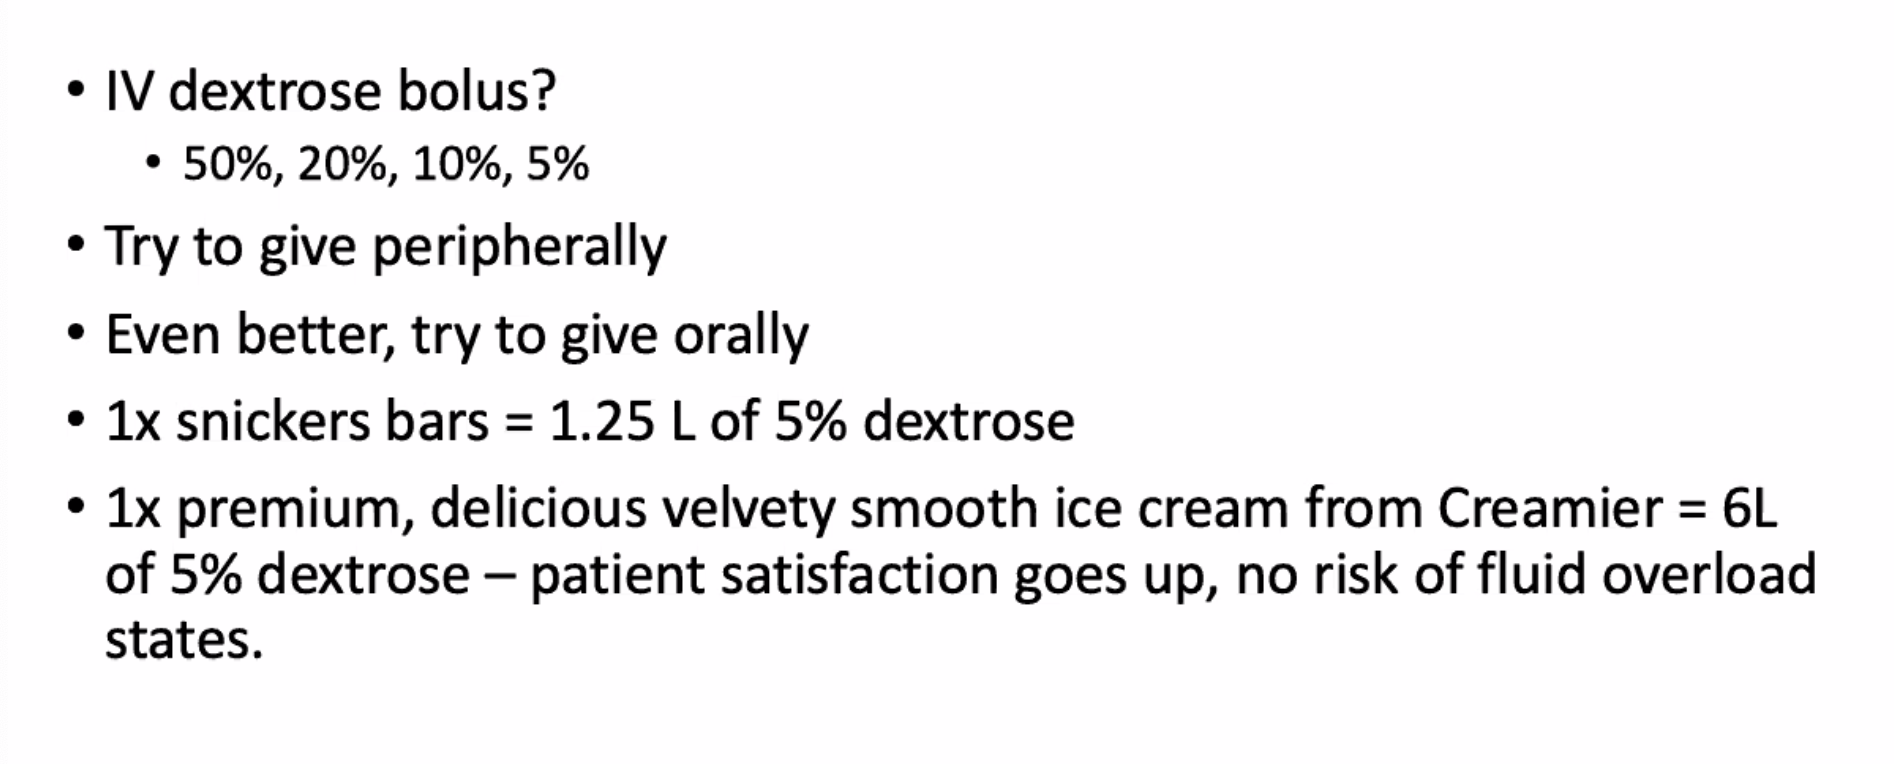 • IV dextrose bolus?
• 50%, 20%, 10%, 5%
• Try to give peripherally
• Even better, try to give orally
• 1x snickers bars = 1.25 L of 5% dextrose
• 1x premium, delicious velvety smooth ice cream from Creamier = 6L
of 5% dextrose – patient satisfaction goes up, no risk of fluid overload
states.